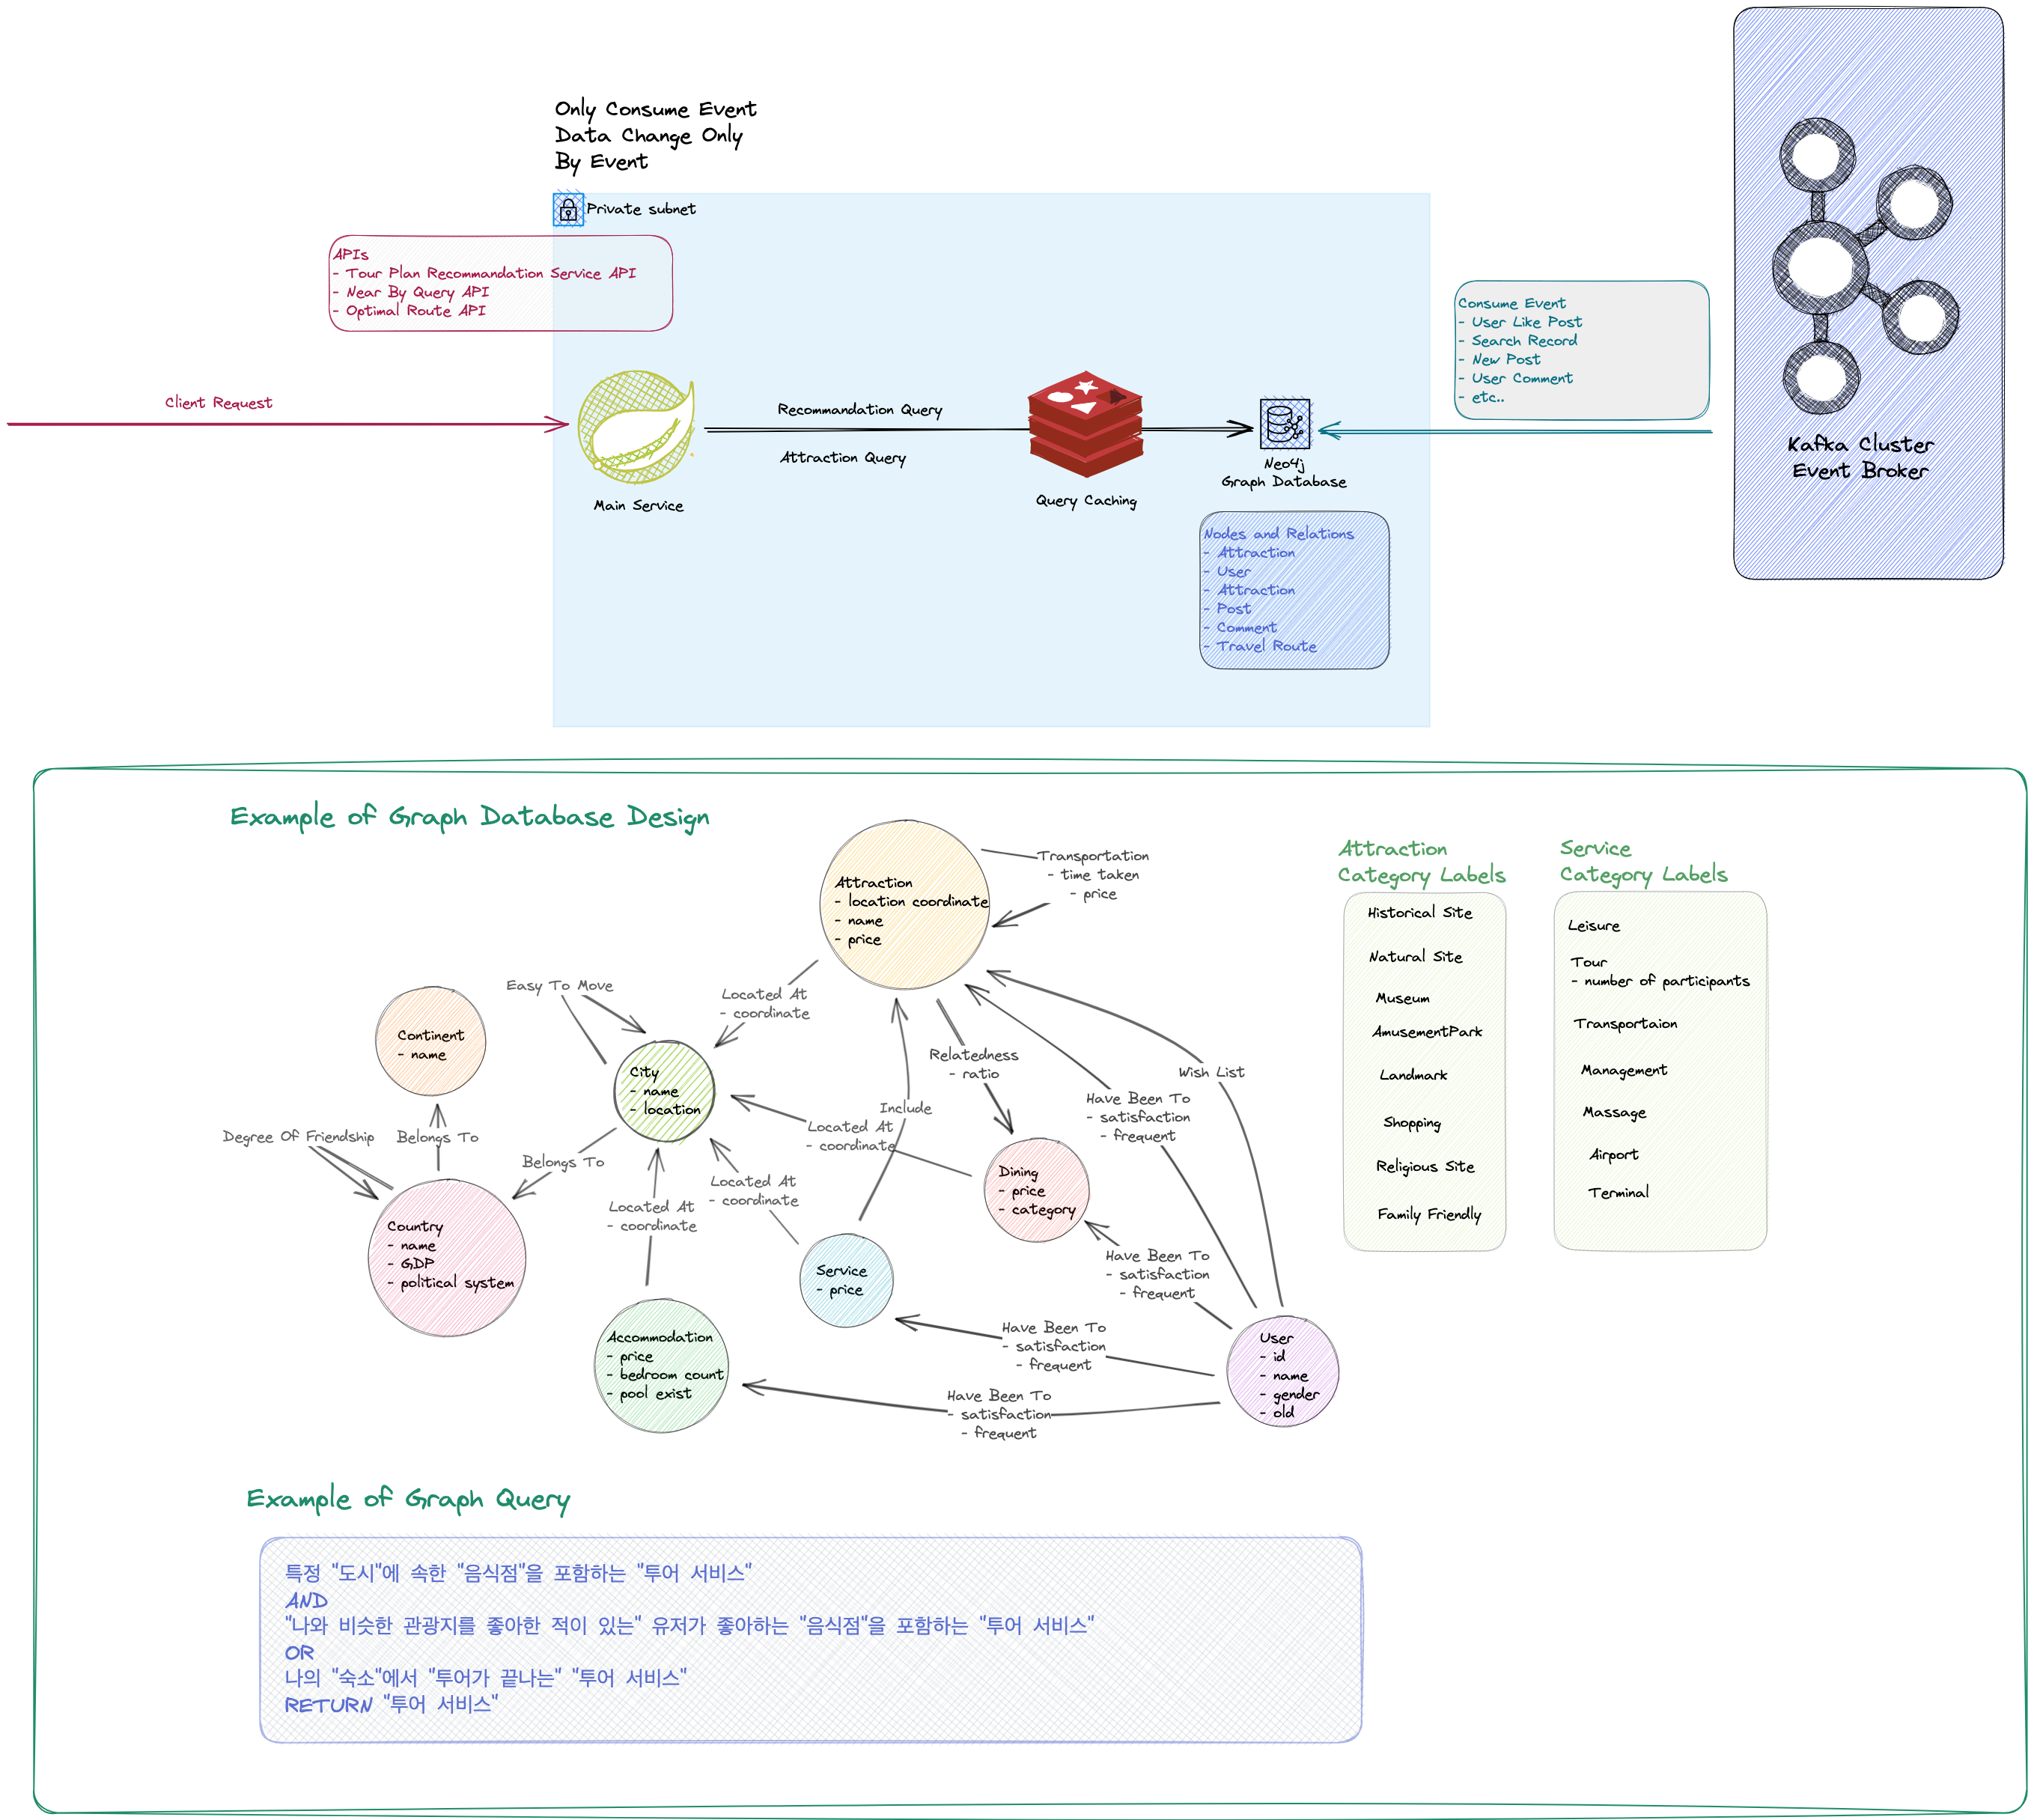 Only Consume Event
Data Change Only
By Event
Private subnet
APIs
- Tour Plan Recommandation Service API
- Near By Query API
- Optimal Route API
Client Request
Main Service
Recommandation Query
Attraction Query
Query Caching
Neo4j
Graph Database
Nodes and Relations
- Attraction
- User
- Attraction
- Post
- Comment
- Travel Route
Consume Event
- User Like Post
- Search Record
- New Post
- User Comment
- etc..
Kafka Cluster
Event Broker
Example of Graph Database Design
Attraction
- location coordinate
- name
- price
Transportation
- time taken
- price
Easy To Move
Located At
- coordinate
Continent
- name
City
- name
- location
Relatedness
- ratio
Wish List
Have Been To
- satisfaction
- frequent
Include
Located At
- coordinate
Degree Of Friendship
Belongs To
Belongs To
Located At
- coordinate
Located At
- coordinate
Dining
- price
- category
Country
- name
- GDP
- political system
Service
- price
Have Been To
- satisfaction
- frequent
Accommodation
- price
- bedroom count
- pool exist
Have Been To
- satisfaction
- frequent
Have Been To
- satisfaction
- frequent
User
- id
- name
- gender
- old
Attraction
Category Labels
Historical Site
Natural Site
Museum
AmusementPark
Landmark
Shopping
Religious Site
Family Friendly
Service
Category Labels
Leisure
Tour
- number of participants
Transportaion
Management
Massage
Airport
Terminal
Example of Graph Query
특정 "도시"에 속한 "음식점"을 포함하는 "투어 서비스"
AND
"나와 비슷한 관광지를 좋아한 적이 있는" 유저가 좋아하는 "음식점"을 포함하는 "투어 서비스"
OR
나의 "숙소"에서 "투어가 끝나는" "투어 서비스"
RETURN "투어 서비스"